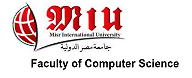 MIU
Misr International University
جامعة مصر الدولية
Faculty of Computer Science